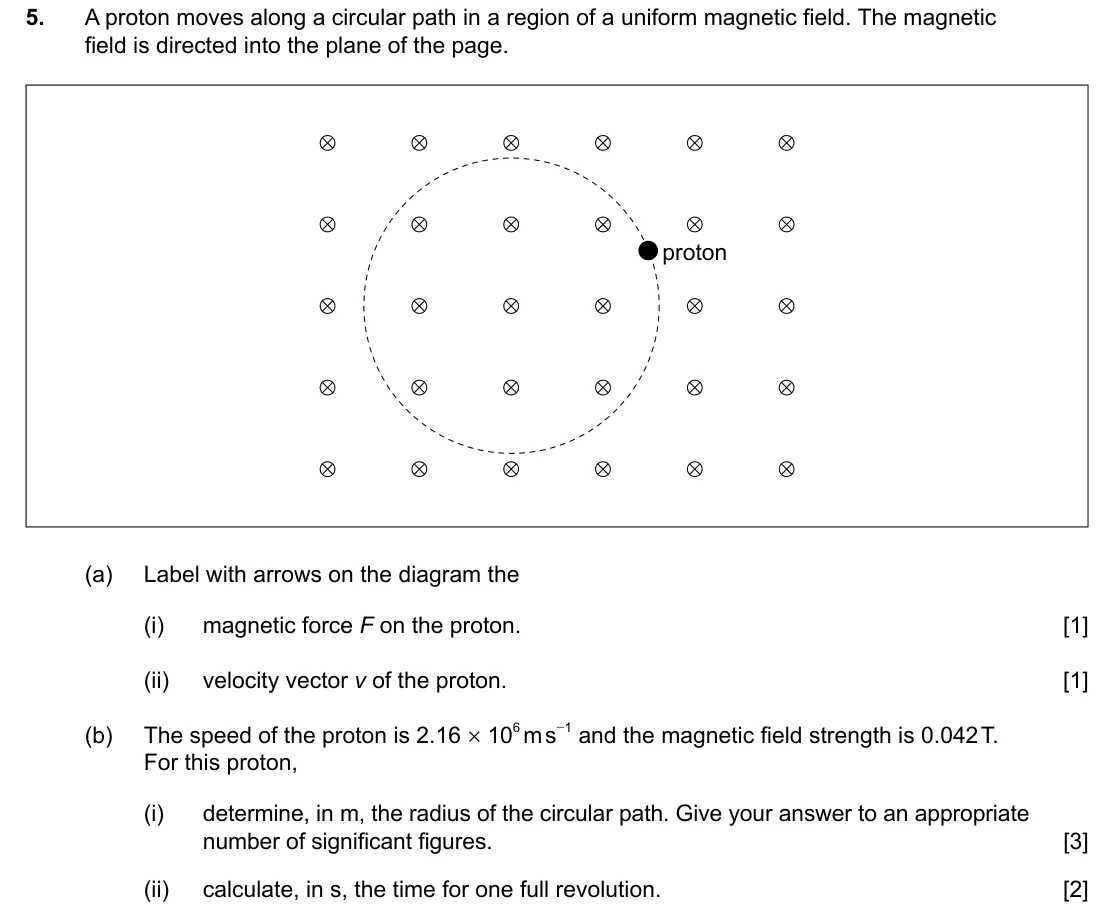 5. A proton moves along a circular path in a region of a uniform magnetic field. The magnetic
field is directed into the plane of the page.
proton
(a) Label with arrows on the diagram the
(i) magnetic force F on the proton. [1]
(ii) velocity vector v of the proton. [1]
(b) The speed of the proton is 2.16 × 10⁶ m s⁻¹ and the magnetic field strength is 0.042 T.
For this proton,
(i) determine, in m, the radius of the circular path. Give your answer to an appropriate
number of significant figures. [3]
(ii) calculate, in s, the time for one full revolution. [2]